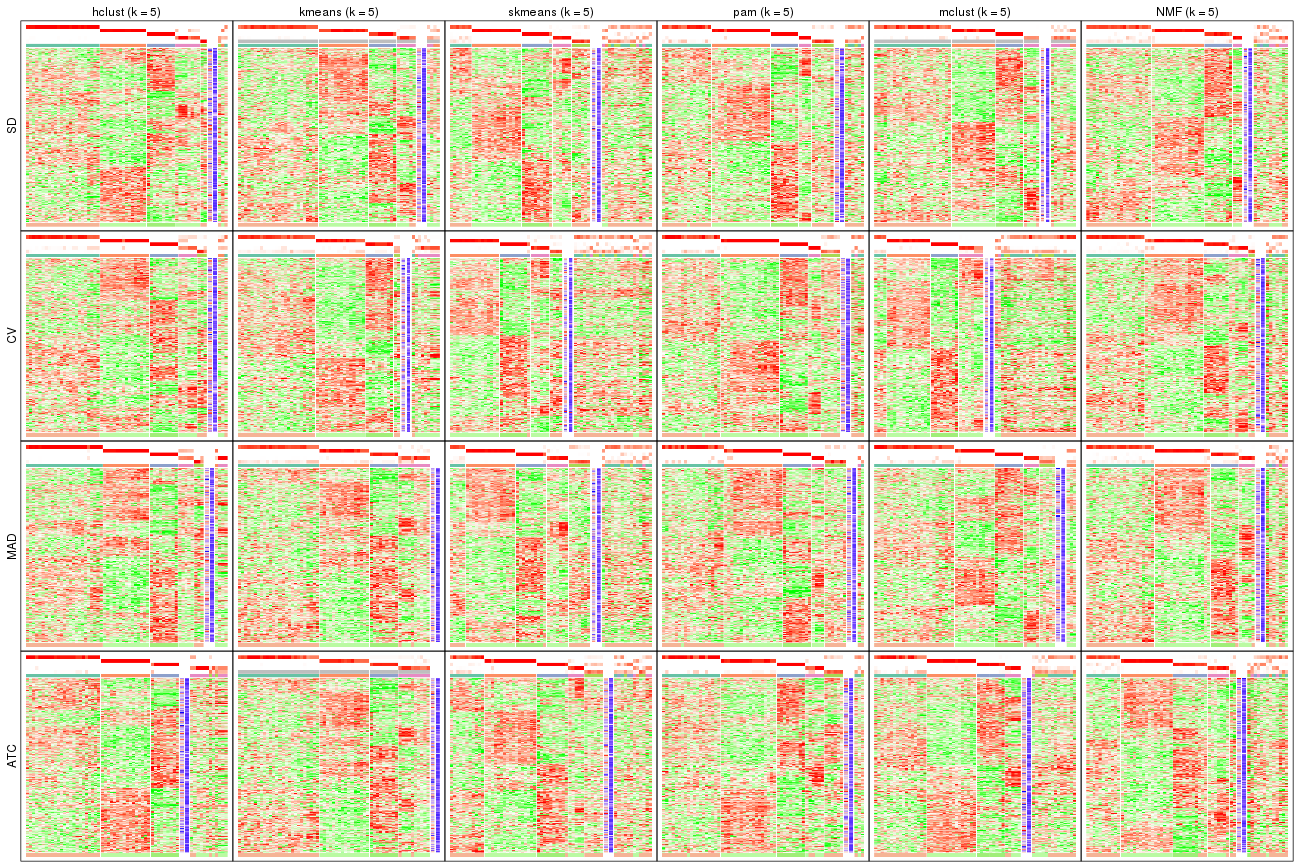 hclust (k = 5)
kmeans (k = 5)
skmeans (k = 5)
pam (k = 5)
mclust (k = 5)
NMF (k = 5)
SD
CV
MAD
ATC